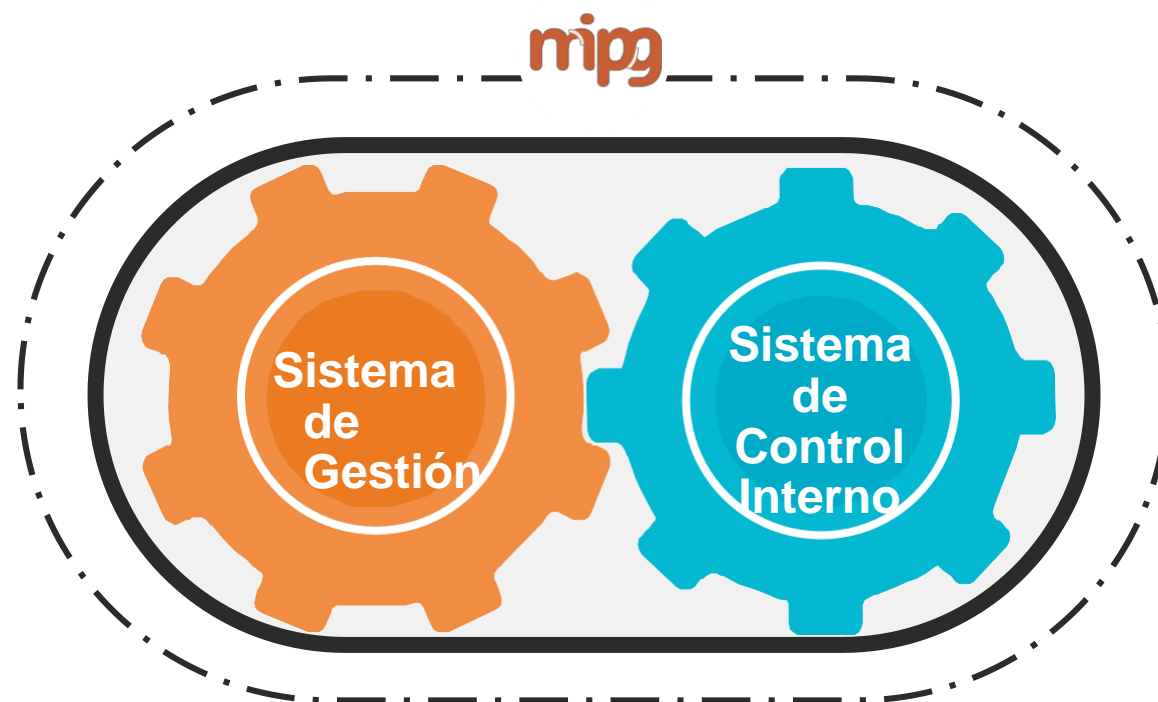 mipg
Sistema
de
Gestión
Sistema
de
Control
Interno